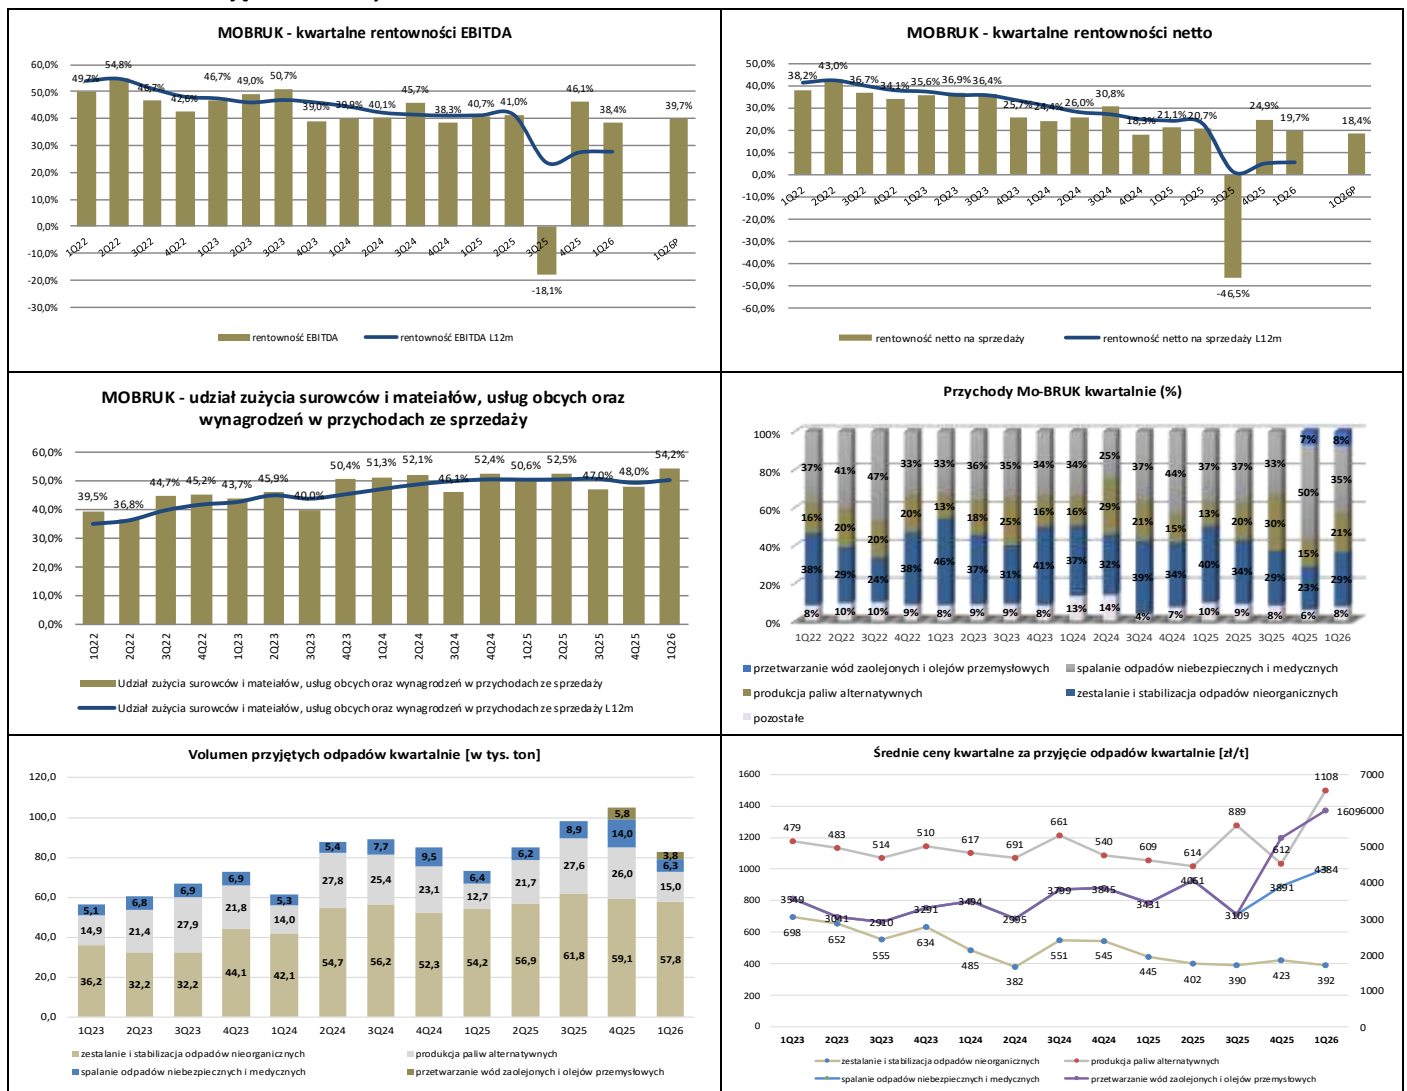 MOBRUK - kwartalne rentowności EBITDA
60,0%
50,0%
40,0%
30,0%
20,0%
10,0%
0,0%
-10,0%
-20,0%
-30,0%
49,7% 54,8% 46,7% 42,6% 46,7% 49,0% 50,7% 39,0% 39,9% 40,1% 45,7% 38,3% 40,7% 41,0% -18,1% 46,1% 38,4% 39,7%
1Q22 2Q22 3Q22 4Q22 1Q23 2Q23 3Q23 4Q23 1Q24 2Q24 3Q24 4Q24 1Q25 2Q25 3Q25 4Q25 1Q26 1Q26P
rentowność EBITDA rentowność EBITDA L12m
MOBRUK - kwartalne rentowności netto
50,0%
40,0%
30,0%
20,0%
10,0%
0,0%
-10,0%
-20,0%
-30,0%
-40,0%
-50,0%
-60,0%
38,2% 43,0% 36,7% 34,1% 35,6% 36,9% 36,4% 25,7% 24,4% 26,0% 30,8% 18,3% 21,1% 20,7% -46,5% 24,9% 19,7% 18,4%
1Q22 2Q22 3Q22 4Q22 1Q23 2Q23 3Q23 4Q23 1Q24 2Q24 3Q24 4Q24 1Q25 2Q25 3Q25 4Q25 1Q26 1Q26P
rentowność netto na sprzedaży rentowność netto na sprzedaży L12m
MOBRUK - udział zużycia surowców i mateiałów, usług obcych oraz
wynagrodzeń w przychodach ze sprzedaży
60,0%
50,0%
40,0%
30,0%
20,0%
10,0%
0,0%
39,5% 36,8% 44,7% 45,2% 43,7% 45,9% 40,0% 50,4% 51,3% 52,1% 46,1% 52,4% 50,6% 52,5% 47,0% 48,0% 54,2%
1Q22 2Q22 3Q22 4Q22 1Q23 2Q23 3Q23 4Q23 1Q24 2Q24 3Q24 4Q24 1Q25 2Q25 3Q25 4Q25 1Q26
Udział zużycia surowców i mateiałów, usług obcych oraz wynagrodzeń w przychodach ze sprzedaży
Udział zużycia surowców i mateiałów, usług obcych oraz wynagrodzeń w przychodach ze sprzedaży L12m
Przychody Mo-BRUK kwartalnie (%)
100%
80%
60%
40%
20%
0%
7% 8%
37% 41% 47% 33% 33% 36% 35% 34% 34% 25% 37% 44% 37% 37% 33% 50% 35%
16% 20% 20% 20% 13% 18% 25% 16% 16% 29% 21% 15% 13% 20% 30% 15% 21%
38% 29% 24% 38% 46% 37% 31% 41% 37% 32% 39% 34% 40% 34% 29% 23% 29%
8% 10% 10% 9% 8% 9% 9% 8% 13% 14% 4% 7% 10% 9% 8% 6% 8%
1Q22 2Q22 3Q22 4Q22 1Q23 2Q23 3Q23 4Q23 1Q24 2Q24 3Q24 4Q24 1Q25 2Q25 3Q25 4Q25 1Q26
przetwarzanie wód zaolejonych i olejów przemysłowych spalanie odpadów niebezpiecznych i medycznych
produkcja paliw alternatywnych zestalanie i stabilizacja odpadów nieorganicznych
pozostałe
Volumen przyjętych odpadów kwartalnie [w tys. ton]
120,0
100,0
80,0
60,0
40,0
20,0
0,0
5,8 3,8
5,1 6,8 6,9 6,9 5,3 5,4 7,7 9,5 6,4 6,2 8,9 14,0 6,3
14,9 21,4 27,9 21,8 14,0 27,8 25,4 23,1 12,7 21,7 27,6 26,0 15,0
36,2 32,2 32,2 44,1 42,1 54,7 56,2 52,3 54,2 56,9 61,8 59,1 57,8
1Q23 2Q23 3Q23 4Q23 1Q24 2Q24 3Q24 4Q24 1Q25 2Q25 3Q25 4Q25 1Q26
zestalanie i stabilizacja odpadów nieorganicznych produkcja paliw alternatywnych
spalanie odpadów niebezpiecznych i medycznych przetwarzanie wód zaolejonych i olejów przemysłowych
Średnie ceny kwartalne za przyjęcie odpadów kwartalnie [zł/t]
1600
1400
1200
1000
800
600
400
200
0
7000
6000
5000
4000
3000
2000
1000
0
479 483 514 510 617 691 661 540 609 614 889 612 1108
1609
3549 3041 2910 3291 3494 2995 3799 3845 3431 4061 3109 3891 4384
698 652 555 634 485 382 551 545 445 402 390 423 392
1Q23 2Q23 3Q23 4Q23 1Q24 2Q24 3Q24 4Q24 1Q25 2Q25 3Q25 4Q25 1Q26
zestalanie i stabilizacja odpadów nieorganicznych produkcja paliw alternatywnych
spalanie odpadów niebezpiecznych i medycznych przetwarzanie wód zaolejonych i olejów przemysłowych